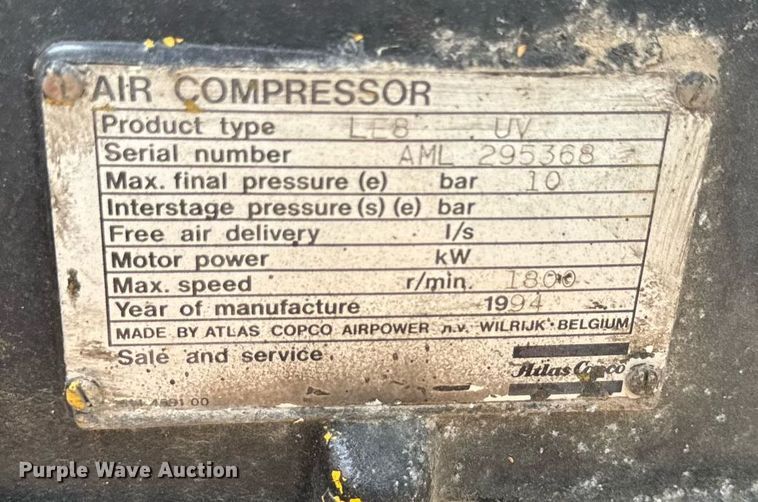 AIR COMPRESSOR
Product type LE8 UV
Serial number AML 295368
Max. final pressure (e) bar 10
Interstage pressure (s) (e) bar
Free air delivery l/s
Motor power kW
Max. speed r/min. 1800
Year of manufacture 1994
MADE BY ATLAS COPCO AIRPOWER n.v. WILRIJK·BELGIUM
Sale and service
Atlas Copco
00
Purple Wave Auction